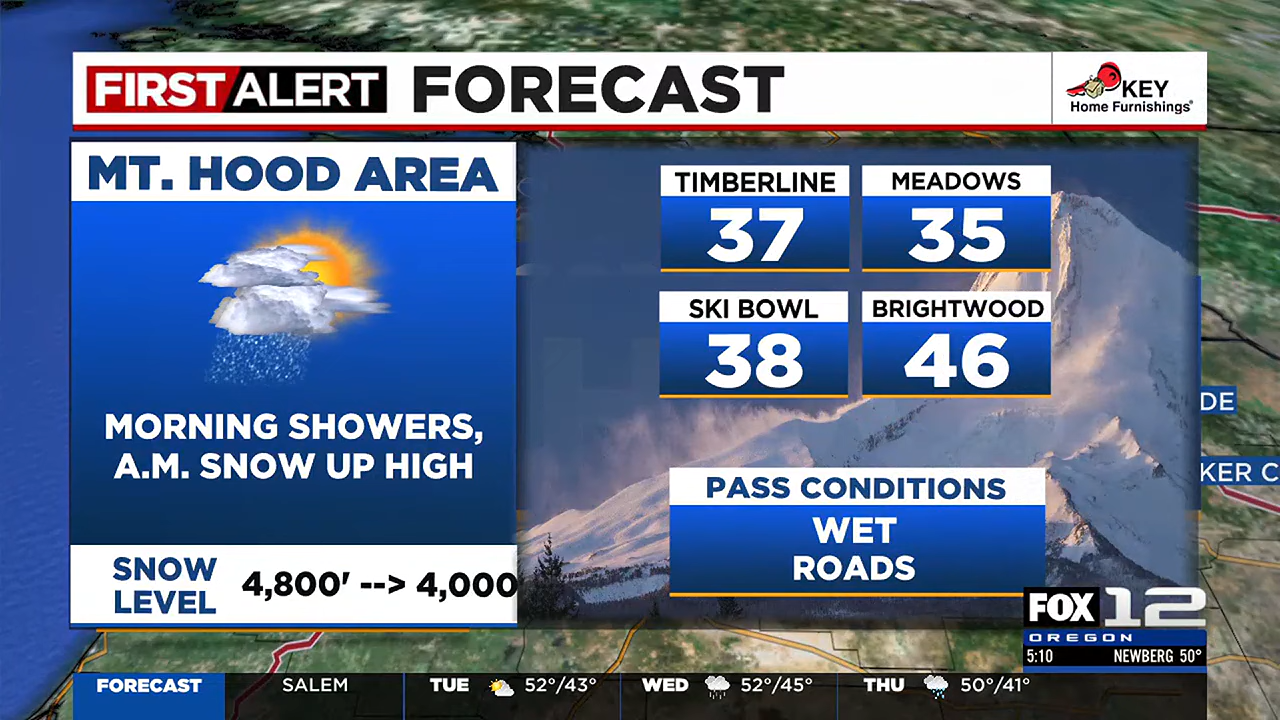 FIRST ALERT FORECAST
KEY
Home Furnishings
MT. HOOD AREA
MORNING SHOWERS,
A.M. SNOW UP HIGH
SNOW
LEVEL
4,800' --> 4,000
TIMBERLINE
37
MEADOWS
35
SKI BOWL
38
BRIGHTWOOD
46
PASS CONDITIONS
WET
ROADS
DE
KER C
FOX 12
OREGON
5:10 NEWBERG 50°
FORECAST SALEM TUE 52°/43° WED 52°/45° THU 50°/41°